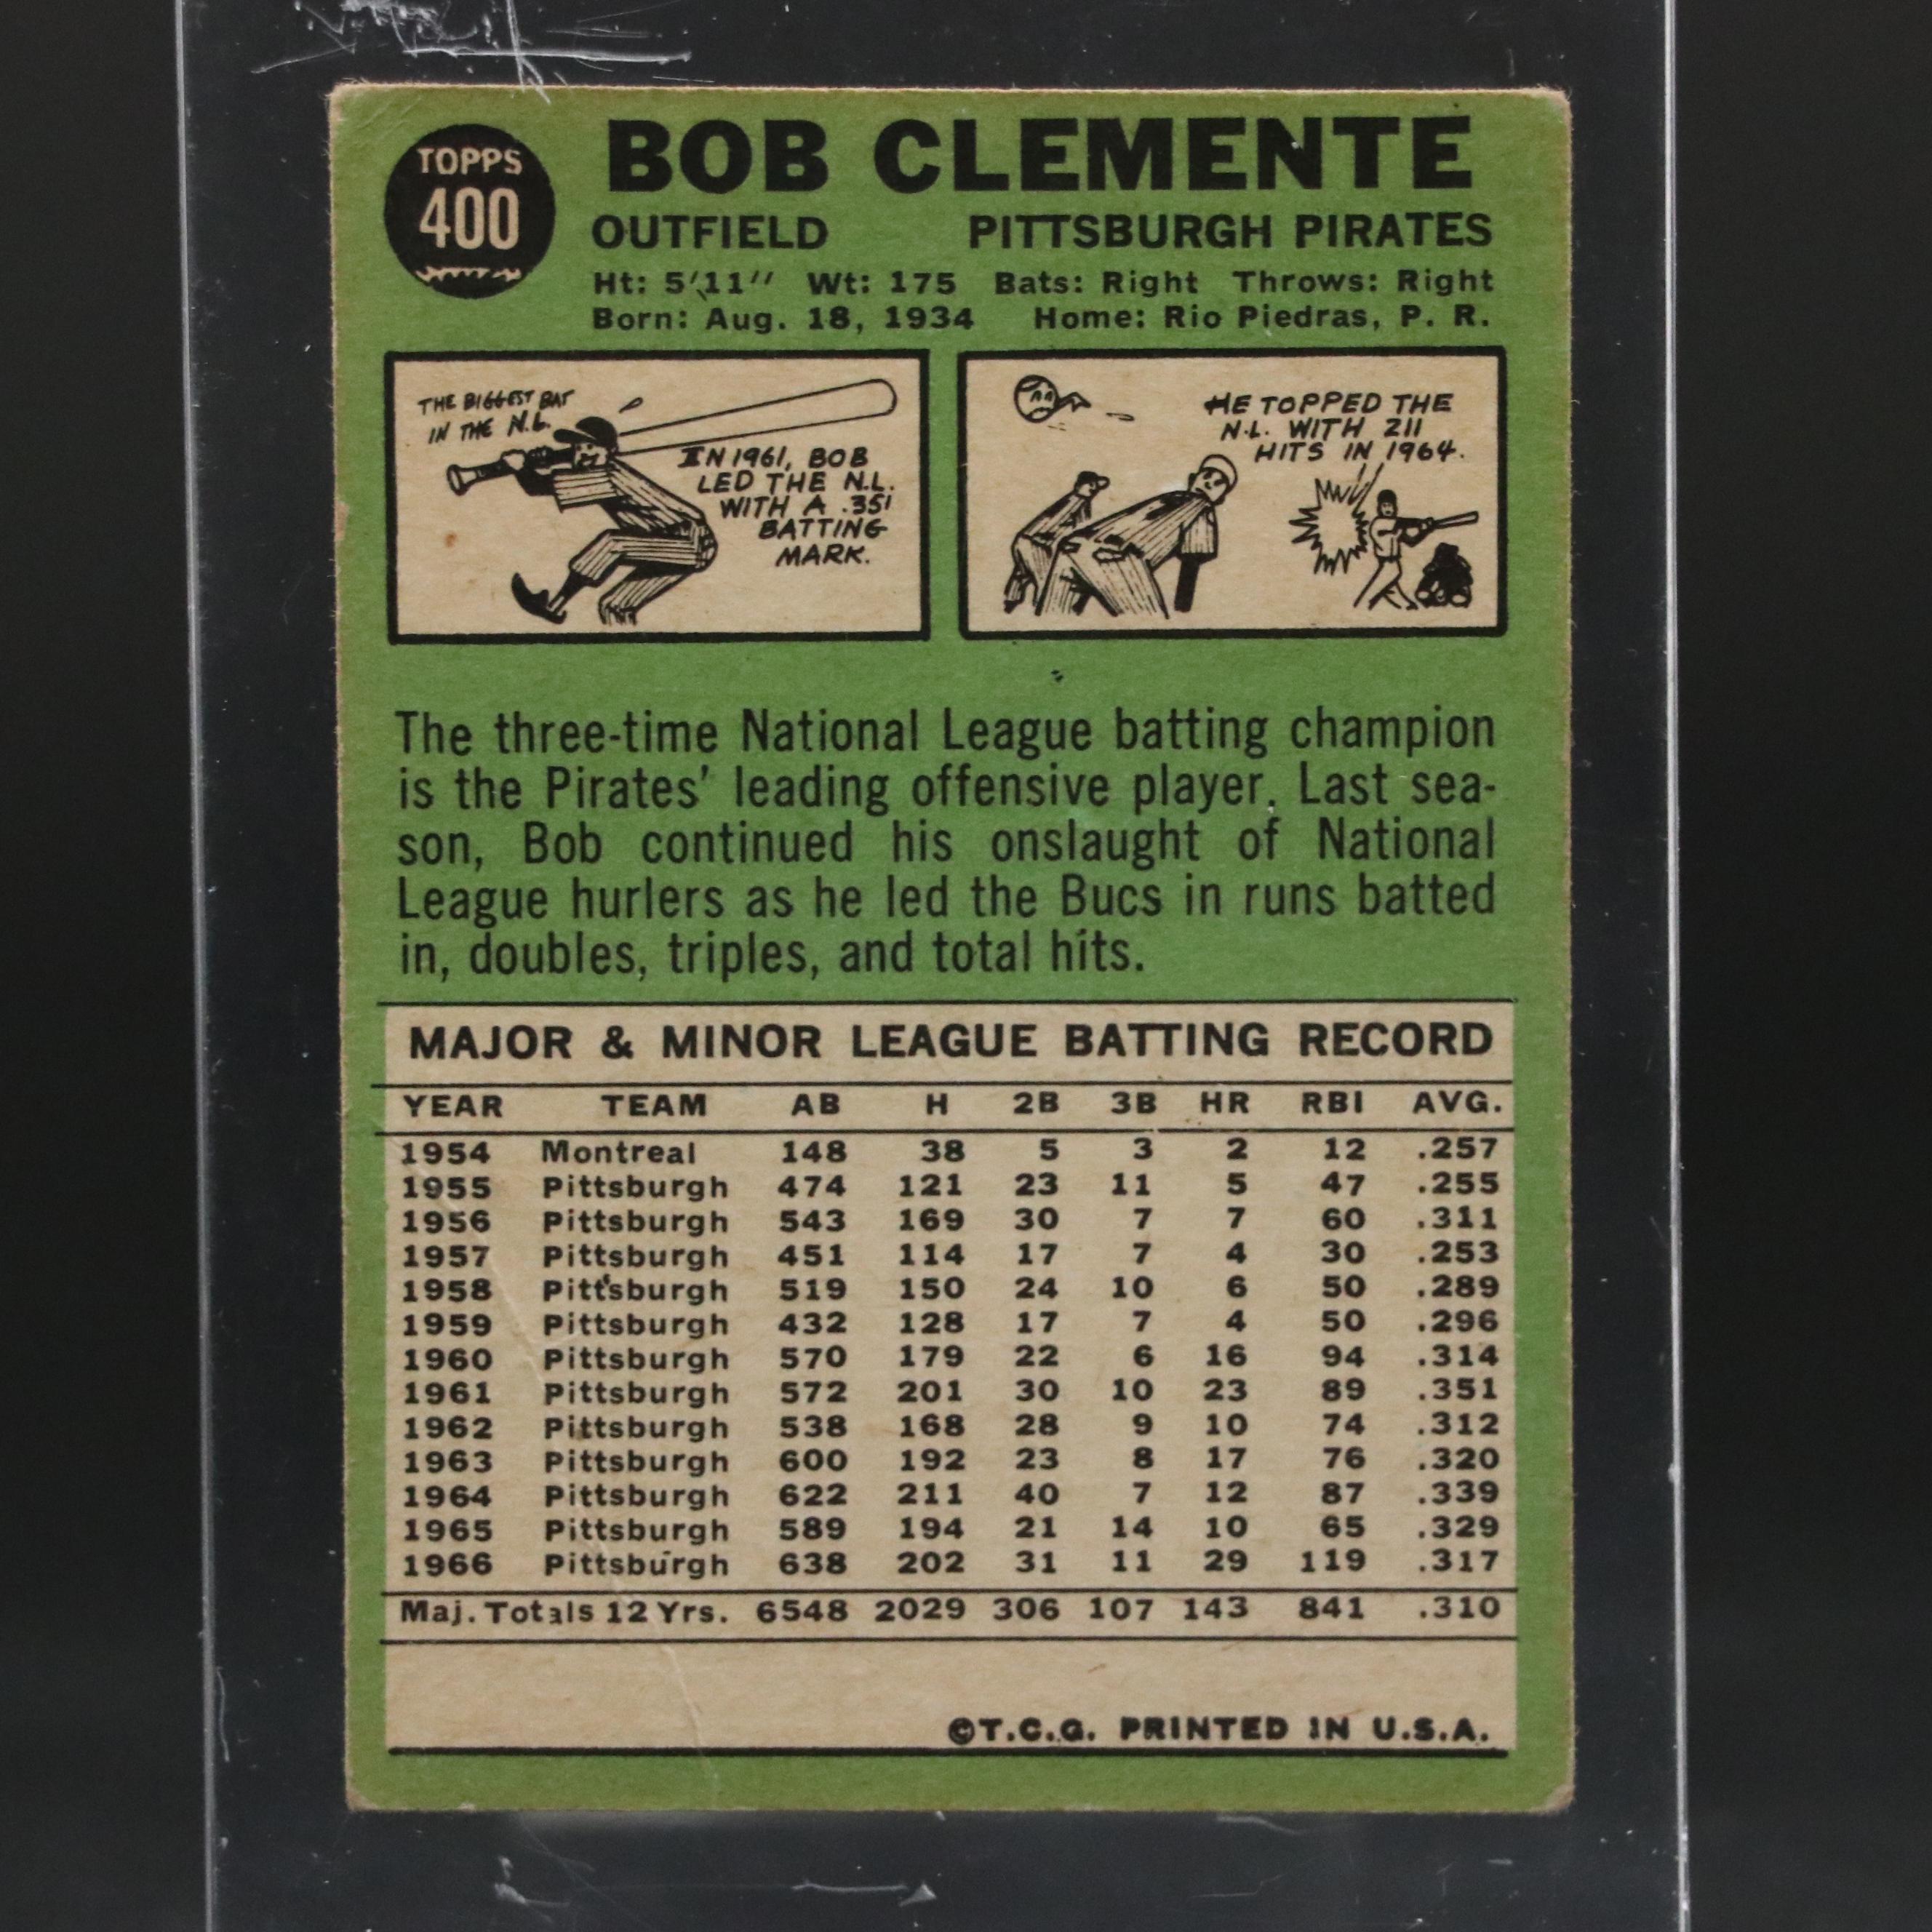 TOPPS
400
BOB CLEMENTE
OUTFIELD PITTSBURGH PIRATES
Ht: 5'11" Wt: 175 Bats: Right Throws: Right
Born: Aug. 18, 1934 Home: Rio Piedras, P. R.
THE BIGGEST BAT
IN THE N.L.
IN 1961, BOB
LED THE N.L.
WITH A .351
BATTING
MARK.
HE TOPPED THE
N.L. WITH 211
HITS IN 1964.
The three-time National League batting champion
is the Pirates' leading offensive player. Last sea-
son, Bob continued his onslaught of National
League hurlers as he led the Bucs in runs batted
in, doubles, triples, and total hits.
MAJOR & MINOR LEAGUE BATTING RECORD
YEAR TEAM AB H 2B 3B HR RBI AVG.
1954 Montreal 148 38 5 3 2 12 .257
1955 Pittsburgh 474 121 23 11 5 47 .255
1956 Pittsburgh 543 169 30 7 7 60 .311
1957 Pittsburgh 451 114 17 7 4 30 .253
1958 Pittsburgh 519 150 24 10 6 50 .289
1959 Pittsburgh 432 128 17 7 4 50 .296
1960 Pittsburgh 570 179 22 6 16 94 .314
1961 Pittsburgh 572 201 30 10 23 89 .351
1962 Pittsburgh 538 168 28 9 10 74 .312
1963 Pittsburgh 600 192 23 8 17 76 .320
1964 Pittsburgh 622 211 40 7 12 87 .339
1965 Pittsburgh 589 194 21 14 10 65 .329
1966 Pittsburgh 638 202 31 11 29 119 .317
Maj. Totals 12 Yrs. 6548 2029 306 107 143 841 .310
©T.C.G. PRINTED IN U.S.A.